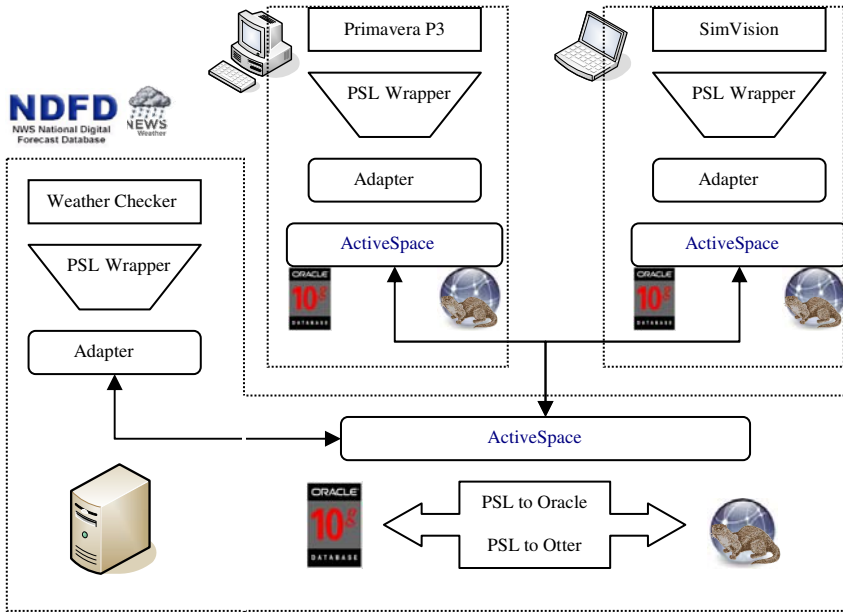 Primavera P3
SimVision
PSL Wrapper
PSL Wrapper
NDFD
NWS National Digital
Forecast Database
NEWS
Weather
Adapter
Adapter
Weather Checker
ActiveSpace
ActiveSpace
PSL Wrapper
ORACLE
10g
DATABASE
ORACLE
10g
DATABASE
Adapter
ActiveSpace
ORACLE
10g
DATABASE
PSL to Oracle
PSL to Otter